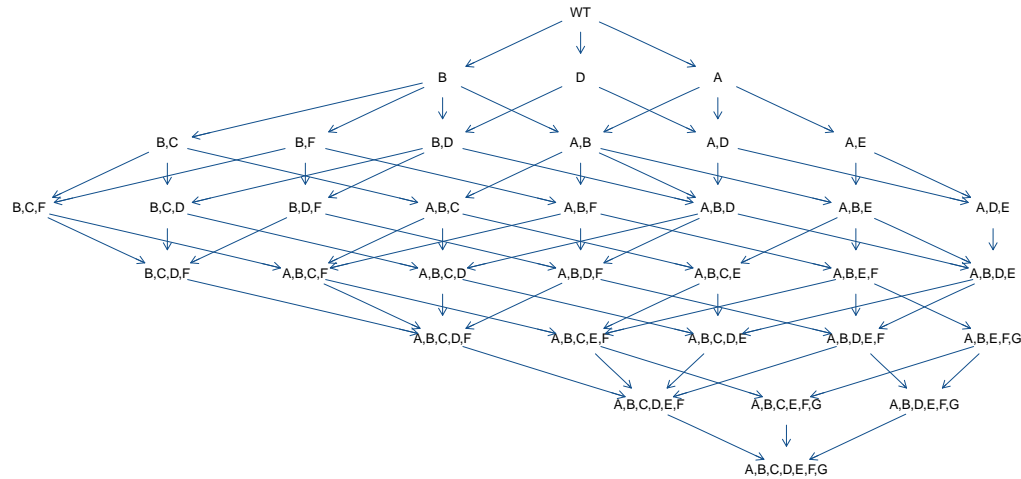 WT
B D A
B,C B,F B,D A,B A,D A,E
B,C,F B,C,D B,D,F A,B,C A,B,F A,B,D A,B,E A,D,E
B,C,D,F A,B,C,F A,B,C,D A,B,D,F A,B,C,E A,B,E,F A,B,D,E
A,B,C,D,F A,B,C,E,F A,B,C,D,E A,B,D,E,F A,B,E,F,G
A,B,C,D,E,F A,B,C,E,F,G A,B,D,E,F,G
A,B,C,D,E,F,G